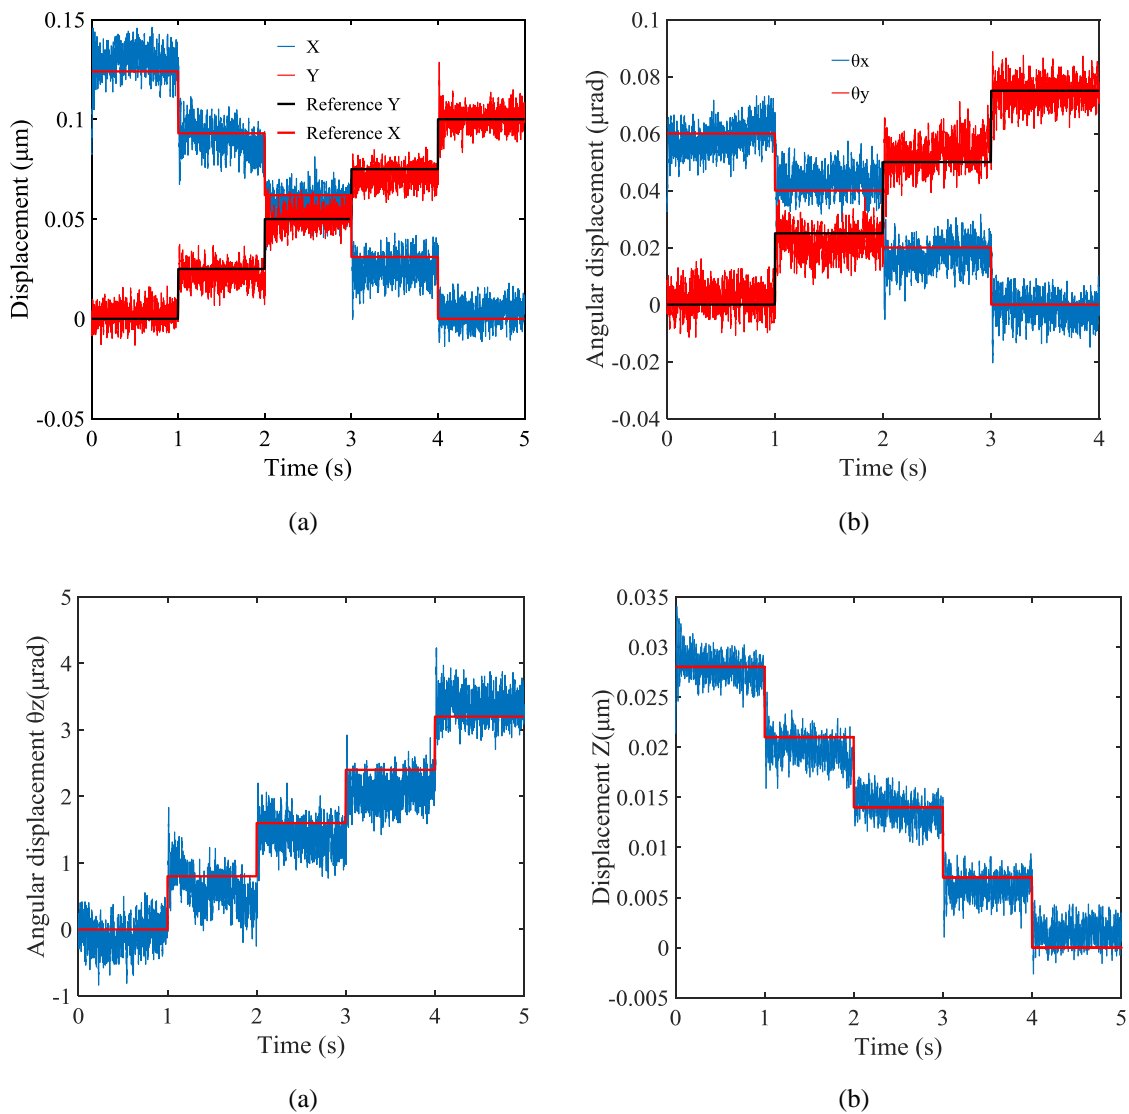 0.15
0.1
0.05
0
-0.05
Displacement (μm)
X
Y
Reference Y
Reference X
0 1 2 3 4 5
Time (s)
(a)
0.1
0.08
0.06
0.04
0.02
0
-0.02
-0.04
Angular displacement (μrad)
θx
θy
0 1 2 3 4
Time (s)
(b)
5
4
3
2
1
0
-1
Angular displacement θz(μrad)
0 1 2 3 4 5
Time (s)
(a)
0.035
0.03
0.025
0.02
0.015
0.01
0.005
0
-0.005
Displacement Z(μm)
0 1 2 3 4 5
Time (s)
(b)